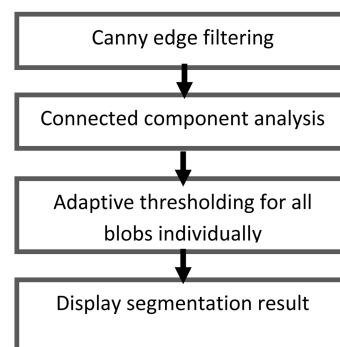 Canny edge filtering
Connected component analysis
Adaptive thresholding for all
blobs individually
Display segmentation result